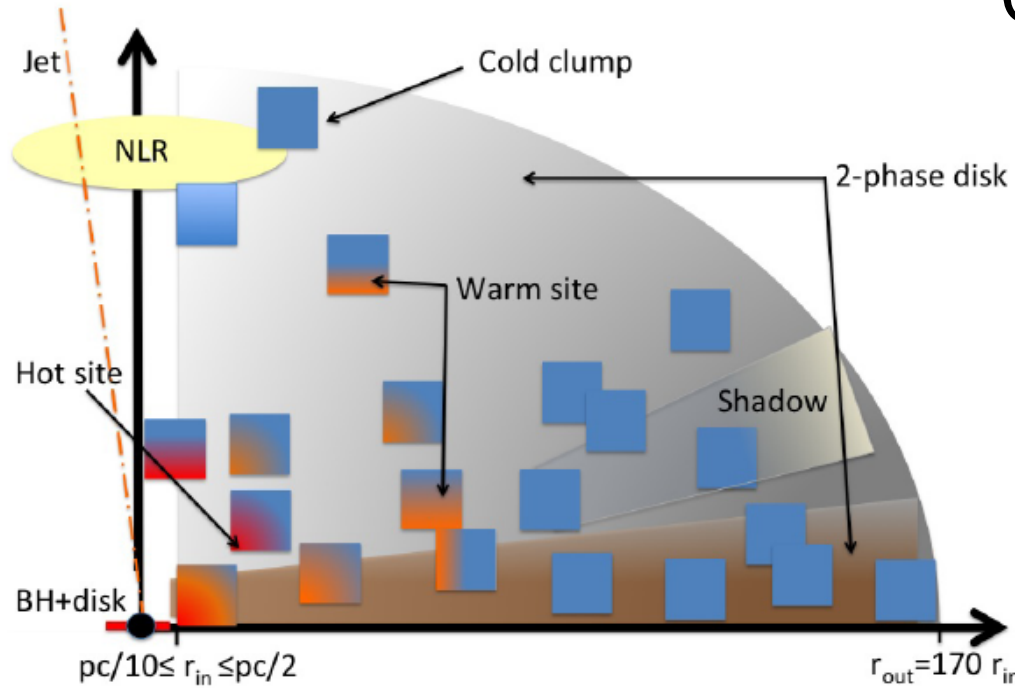 Jet
Cold clump
NLR
2-phase disk
Warm site
Hot site
Shadow
BH+disk
pc/10≤ r_in ≤pc/2
r_out=170 r_in